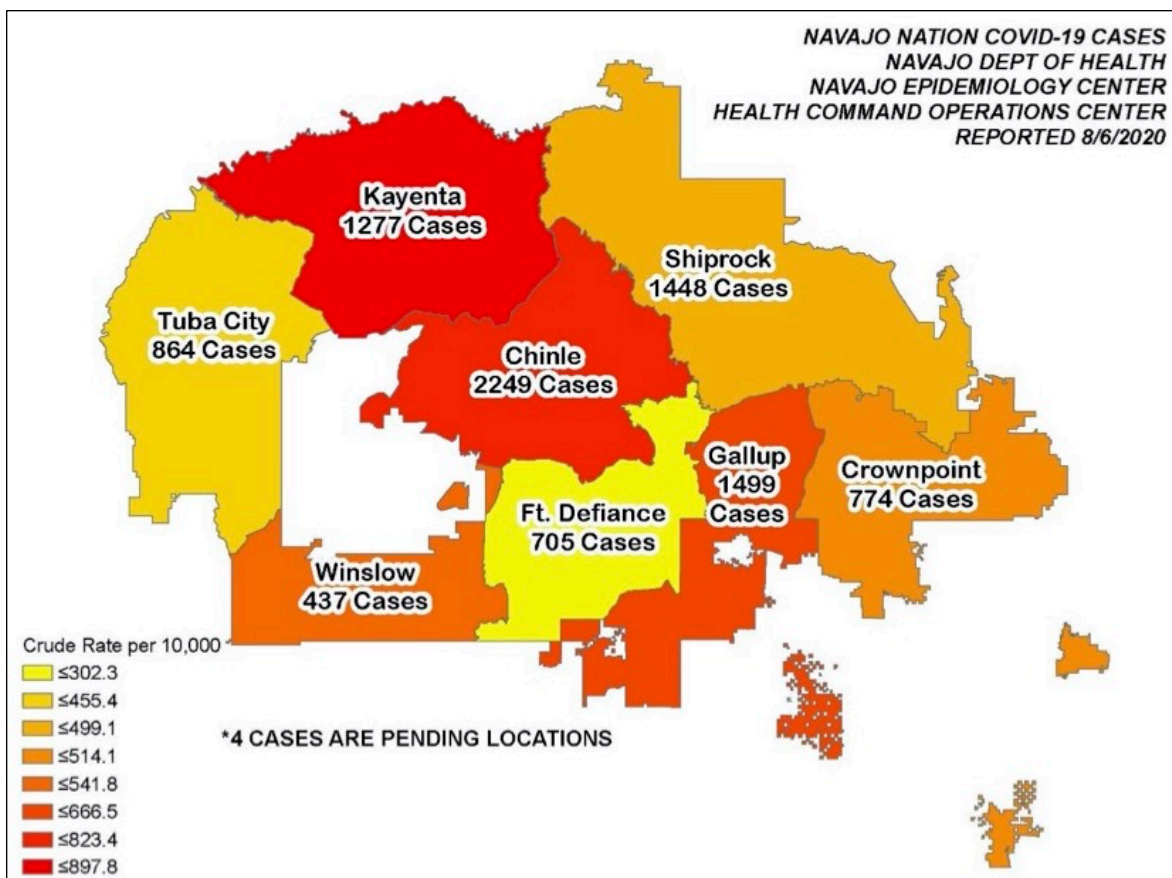 NAVAJO NATION COVID-19 CASES
NAVAJO DEPT OF HEALTH
NAVAJO EPIDEMIOLOGY CENTER
HEALTH COMMAND OPERATIONS CENTER
REPORTED 8/6/2020
Kayenta
1277 Cases
Shiprock
1448 Cases
Tuba City
864 Cases
Chinle
2249 Cases
Gallup
1499
Cases
Crownpoint
774 Cases
Ft. Defiance
705 Cases
Winslow
437 Cases
Crude Rate per 10,000
≤302.3
≤455.4
≤499.1
≤514.1
≤541.8
≤666.5
≤823.4
≤897.8
*4 CASES ARE PENDING LOCATIONS